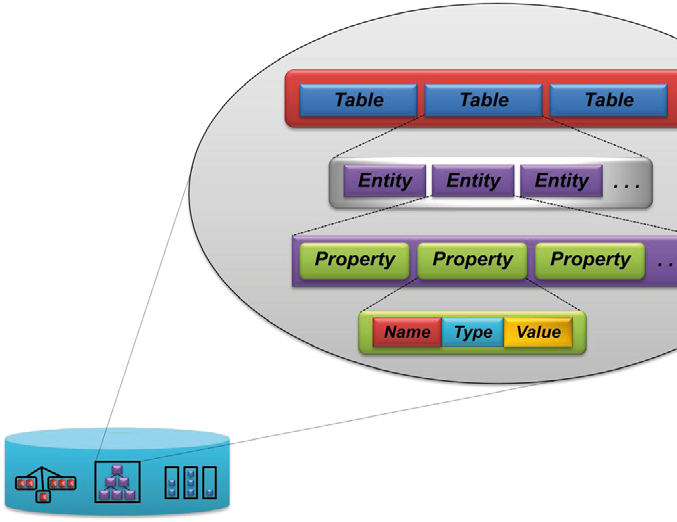 Table Table Table
Entity Entity Entity ...
Property Property Property ..
Name Type Value